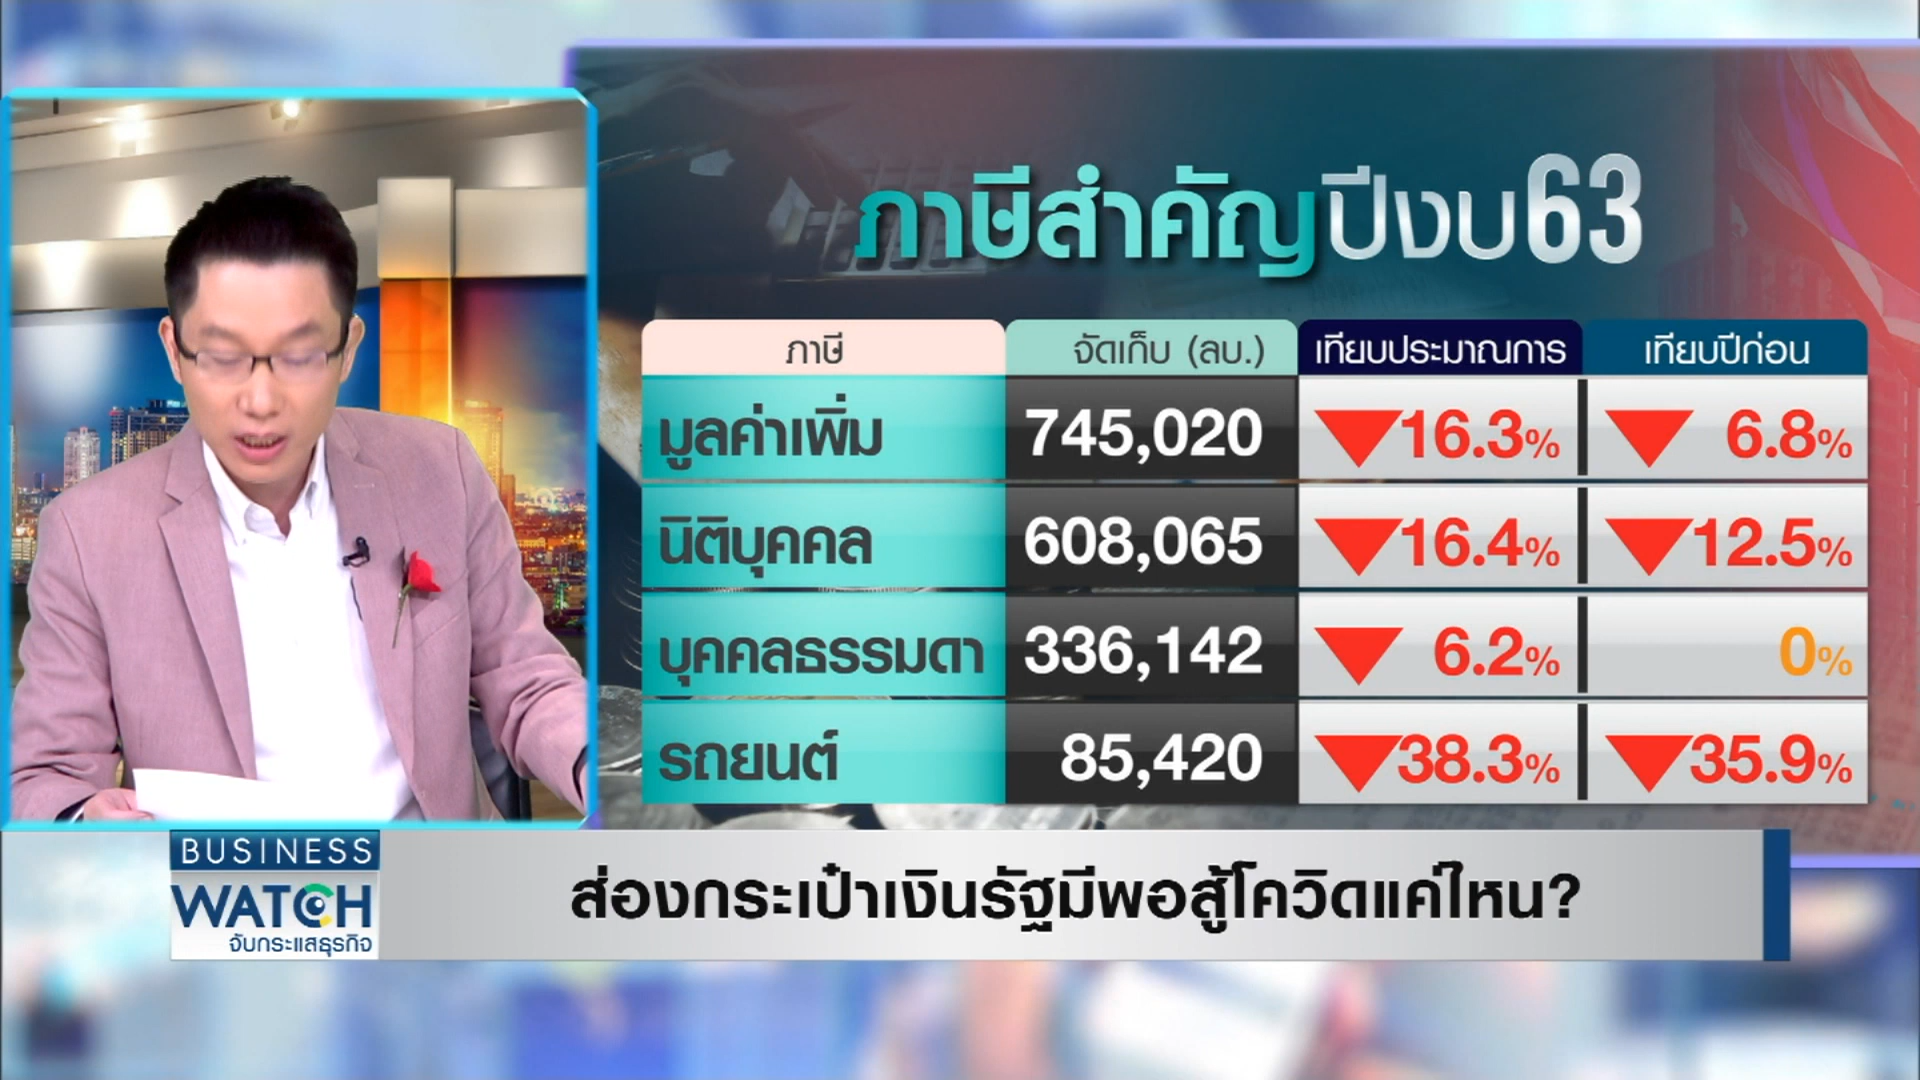 ภาษีสำคัญปีงบ63
ภาษี จัดเก็บ (ลบ.) เทียบประมาณการ เทียบปีก่อน
มูลค่าเพิ่ม 745,020 16.3% 6.8%
นิติบุคคล 608,065 16.4% 12.5%
บุคคลธรรมดา 336,142 6.2% 0%
รถยนต์ 85,420 38.3% 35.9%
BUSINESS
WATCH
จับกระแสธุรกิจ
ส่องกระเป๋าเงินรัฐมีพอสู้โควิดแค่ไหน?